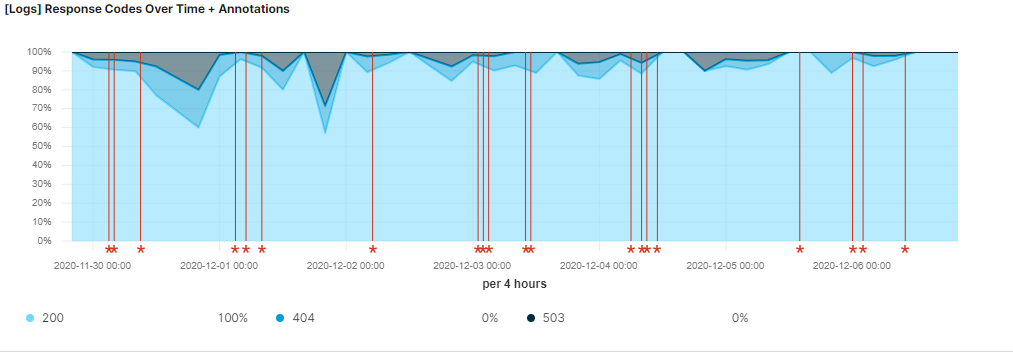 [Logs] Response Codes Over Time + Annotations
100%
90%
80%
70%
60%
50%
40%
30%
20%
10%
0%
2020-11-30 00:00 2020-12-01 00:00 2020-12-02 00:00 2020-12-03 00:00 2020-12-04 00:00 2020-12-05 00:00 2020-12-06 00:00
per 4 hours
200 100% 404 0% 503 0%